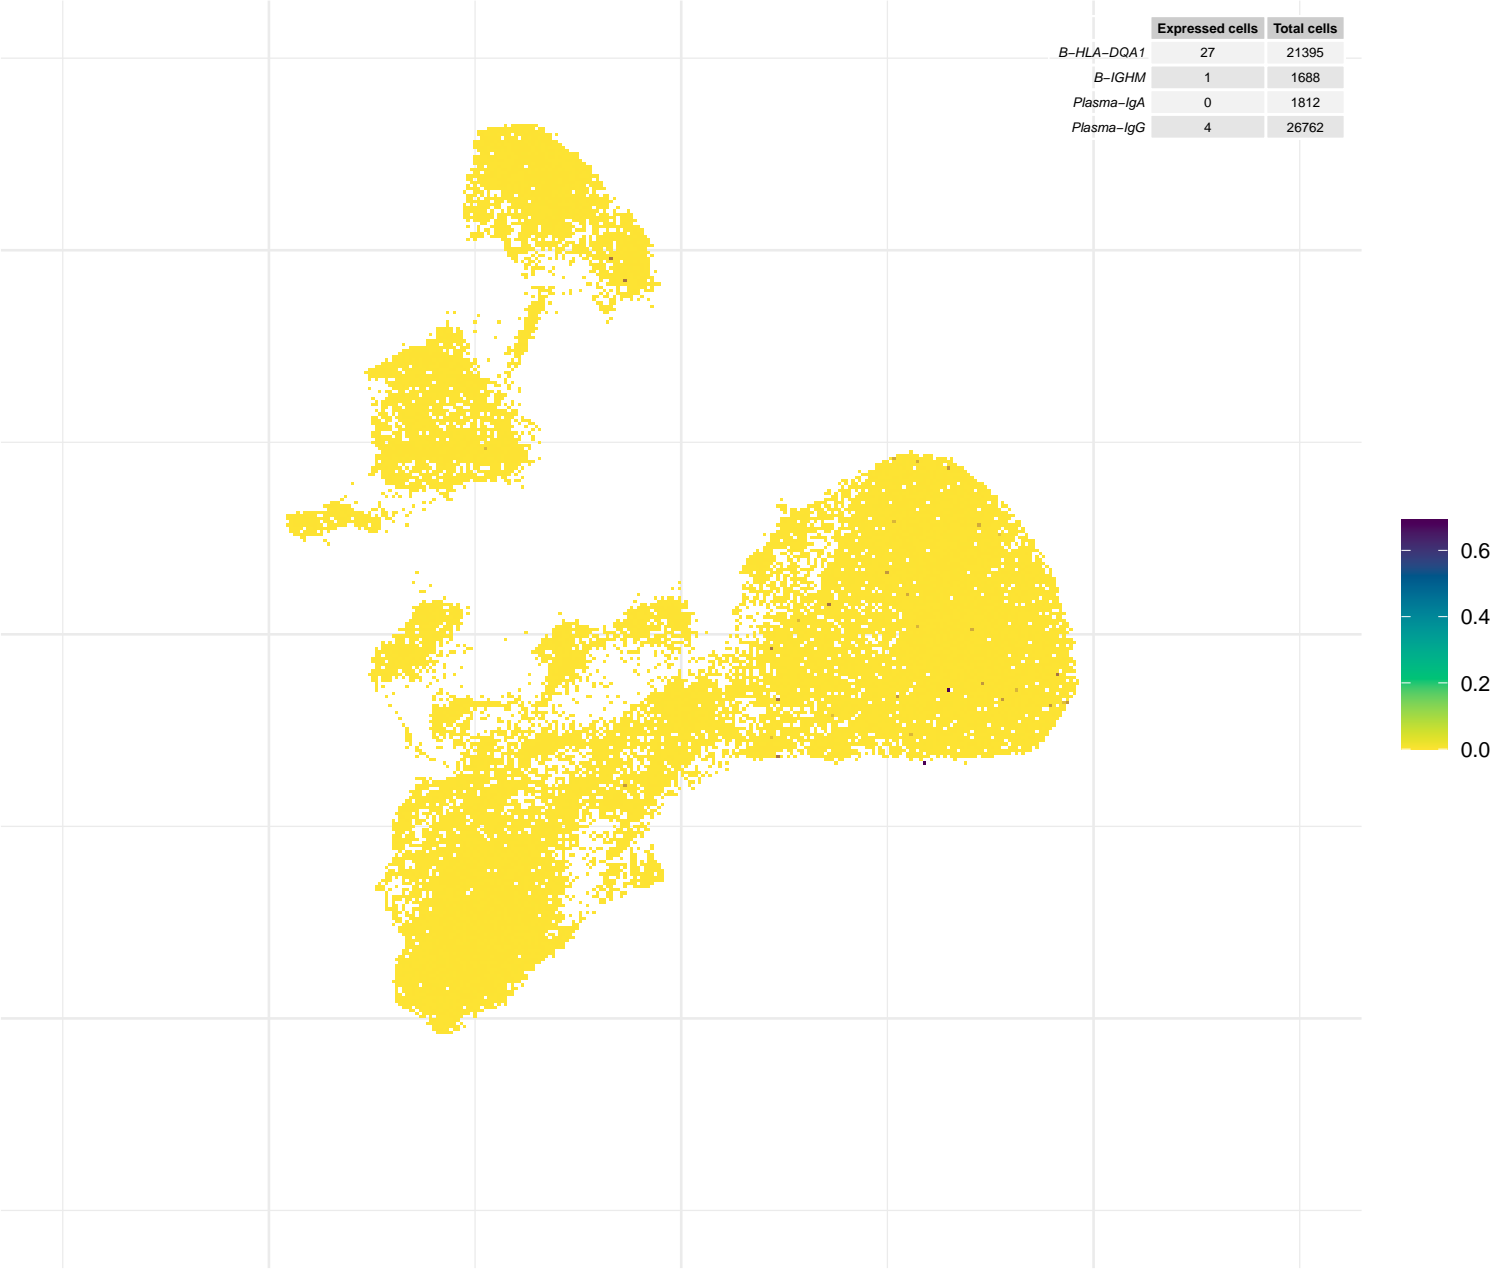 Expressed cells Total cells
B−HLA−DQA1 27 21395
B−IGHM 1 1688
Plasma−IgA 0 1812
Plasma−IgG 4 26762
0.6
0.4
0.2
0.0